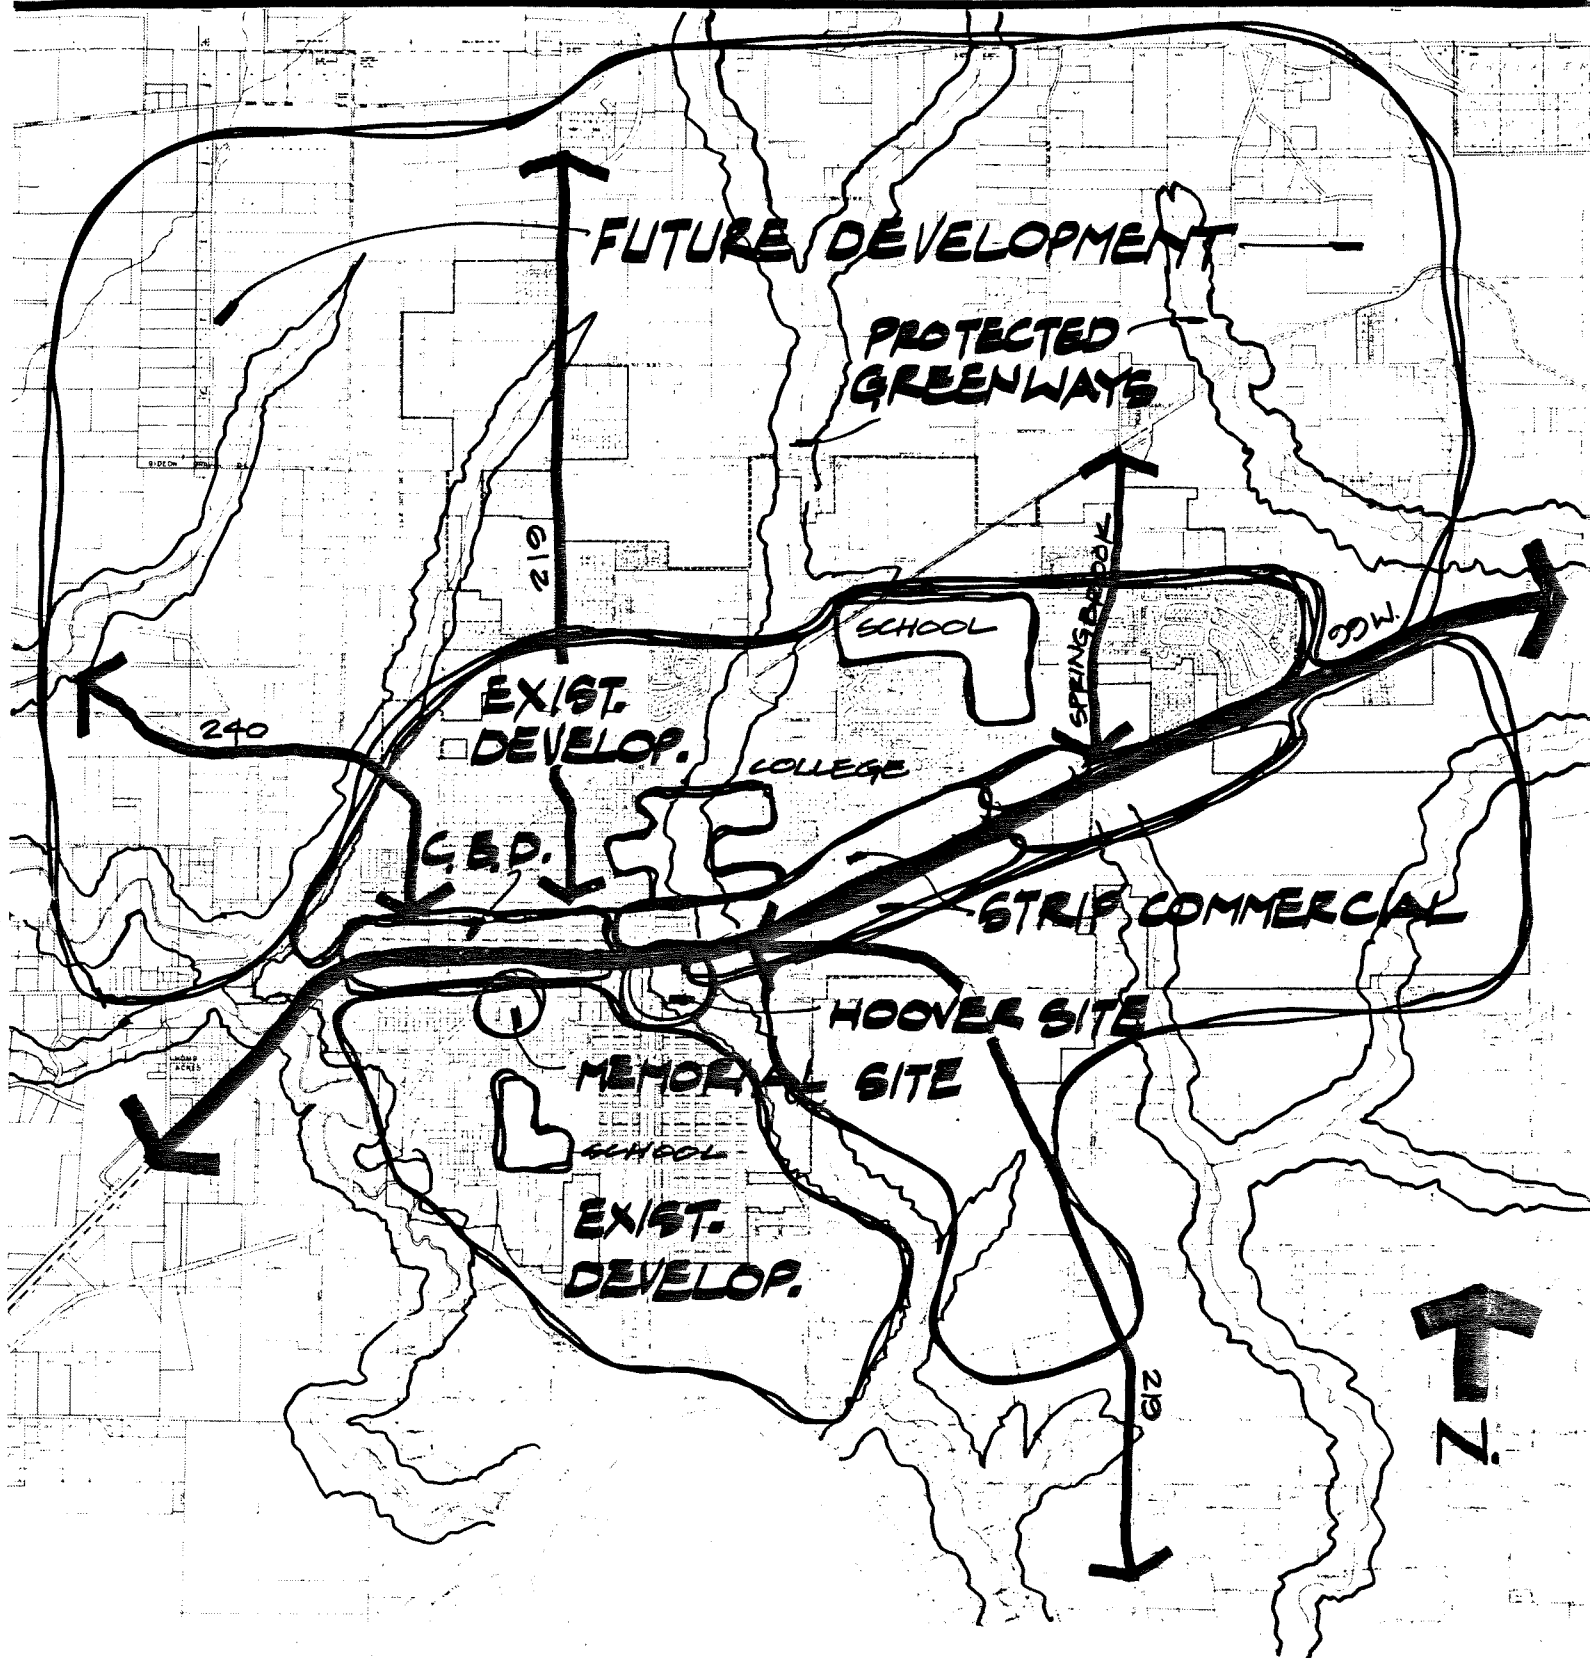 FUTURE DEVELOPMENT
PROTECTED
GREENWAYS
219
SPRINGBROOK
SCHOOL
99W.
EXIST.
DEVELOP.
240
COLLEGE
C.B.D.
STRIP COMMERCIAL
HOOVER SITE
MEMORIAL SITE
SCHOOL
EXIST.
DEVELOP.
219
N.